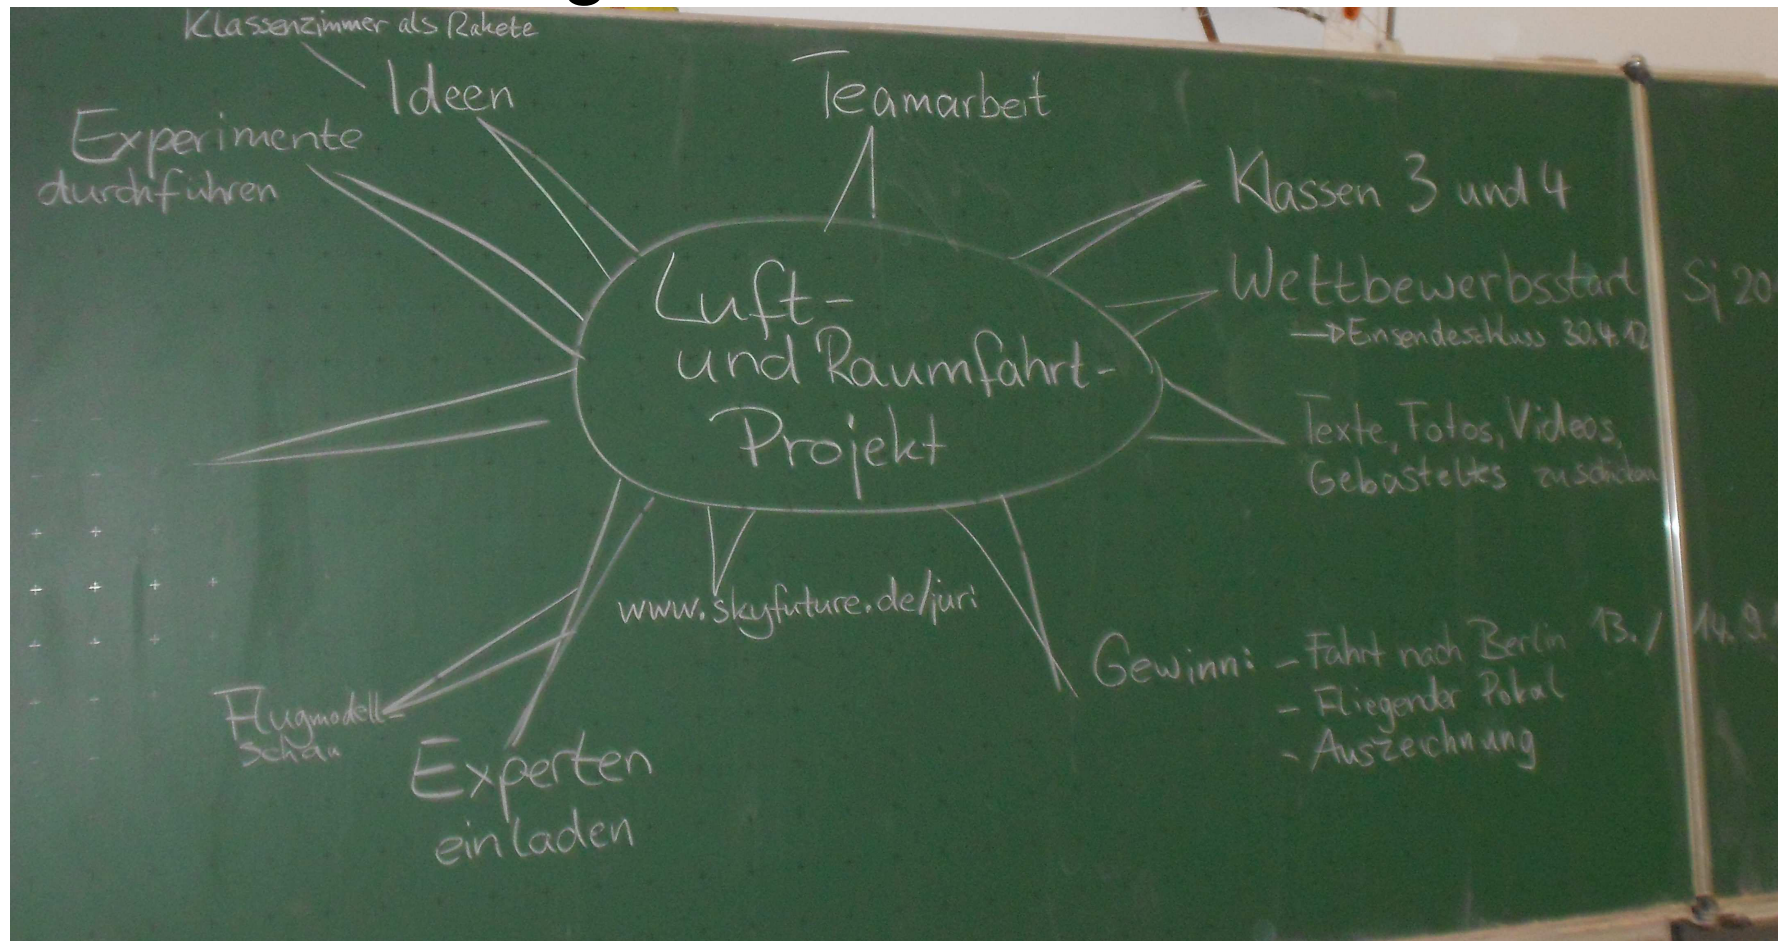 Klassenzimmer als Rakete
Ideen
Teamarbeit
Experimente
durchführen
Klassen 3 und 4
Luft-
und Raumfahrt-
Projekt
Wettbewerbsstart Sj 20
→ Einsendeschluss 30.4.12
Texte, Fotos, Videos,
Gebasteltes zuschicken
www.skyfuture.de/juri
Gewinn: - Fahrt nach Berlin 13./14.9.
- Fliegender Pokal
- Auszeichnung
Flugmodell-
schau
Experten
einladen